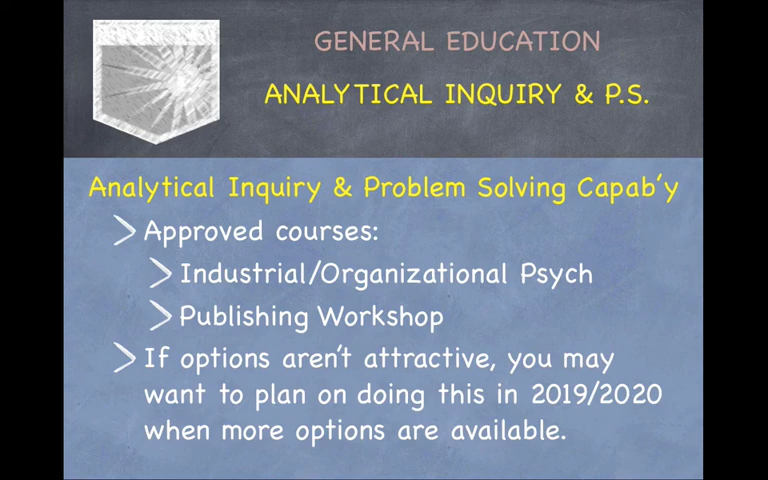 GENERAL EDUCATION
ANALYTICAL INQUIRY & P.S.
Analytical Inquiry & Problem Solving Capab'y
Approved courses:
Industrial/Organizational Psych
Publishing Workshop
If options aren't attractive, you may
want to plan on doing this in 2019/2020
when more options are available.